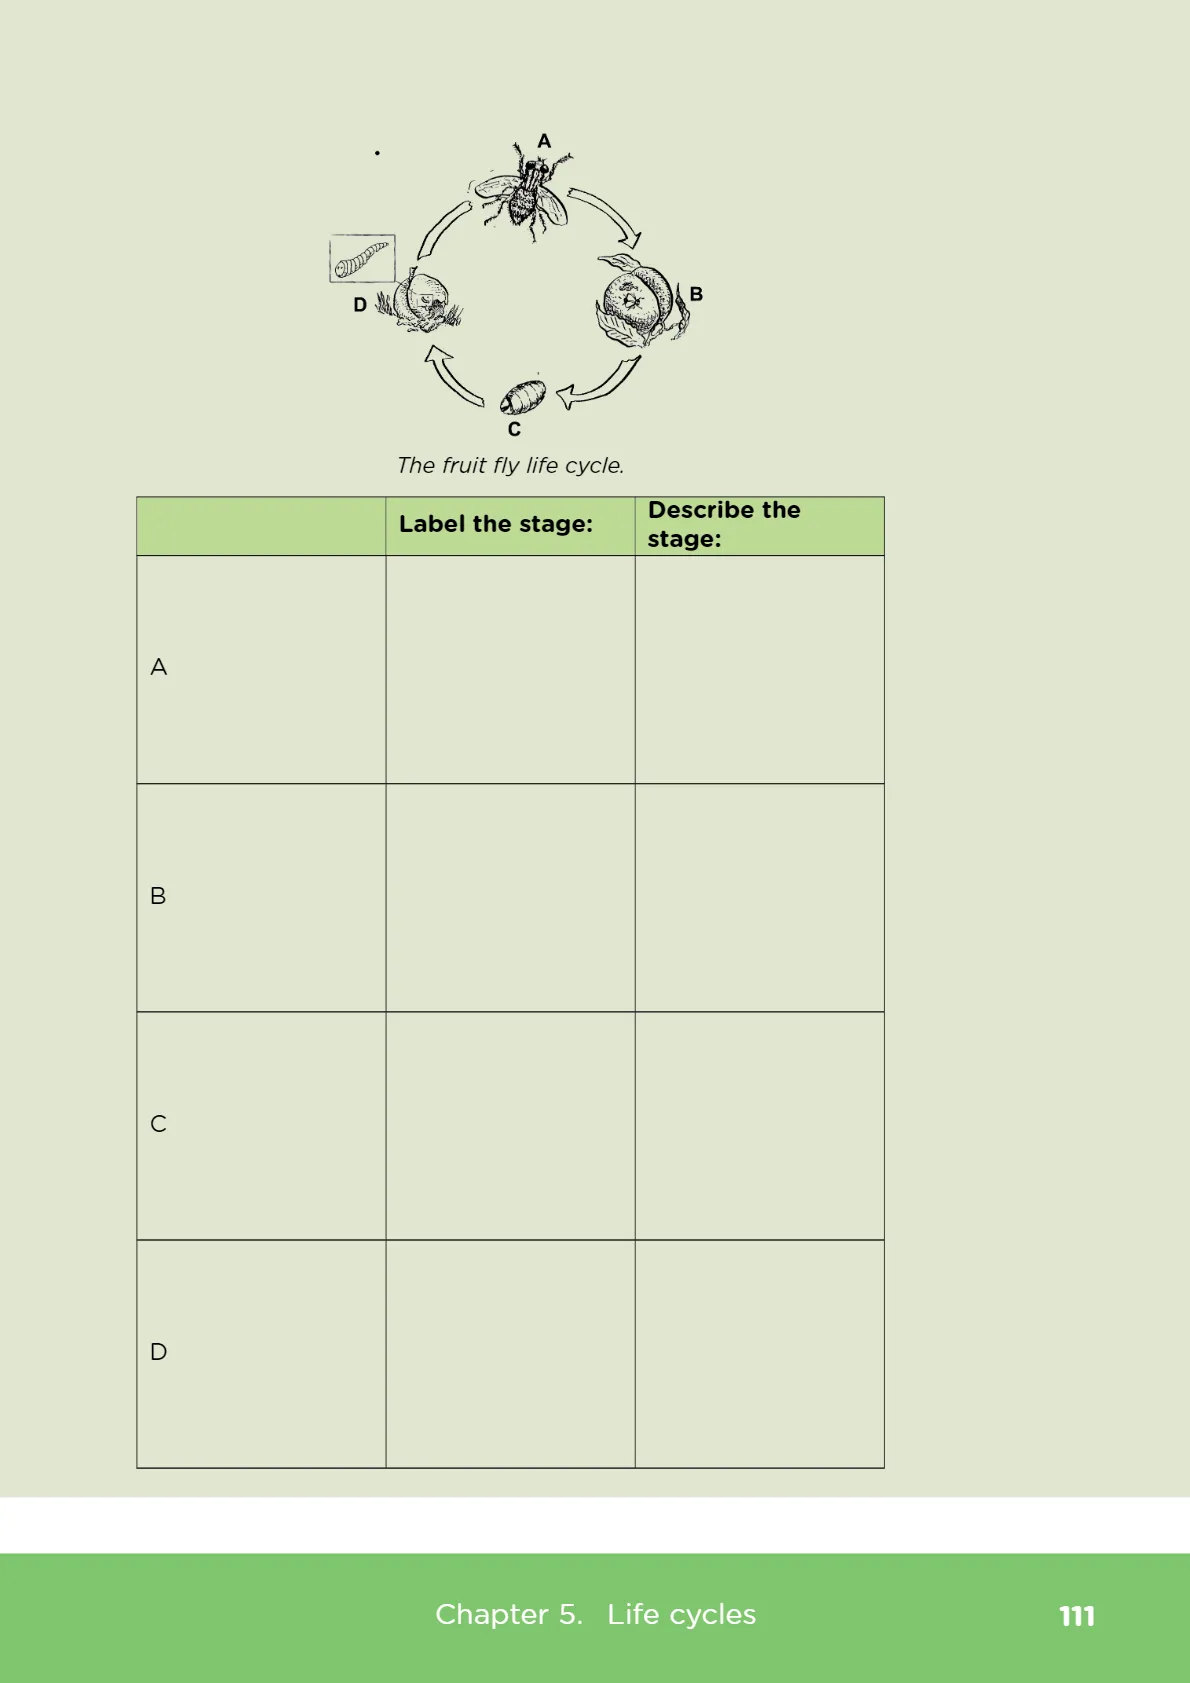 A
B
D
C
The fruit fly life cycle.
Label the stage:
Describe the
stage:
A
B
C
D
Chapter 5. Life cycles
111